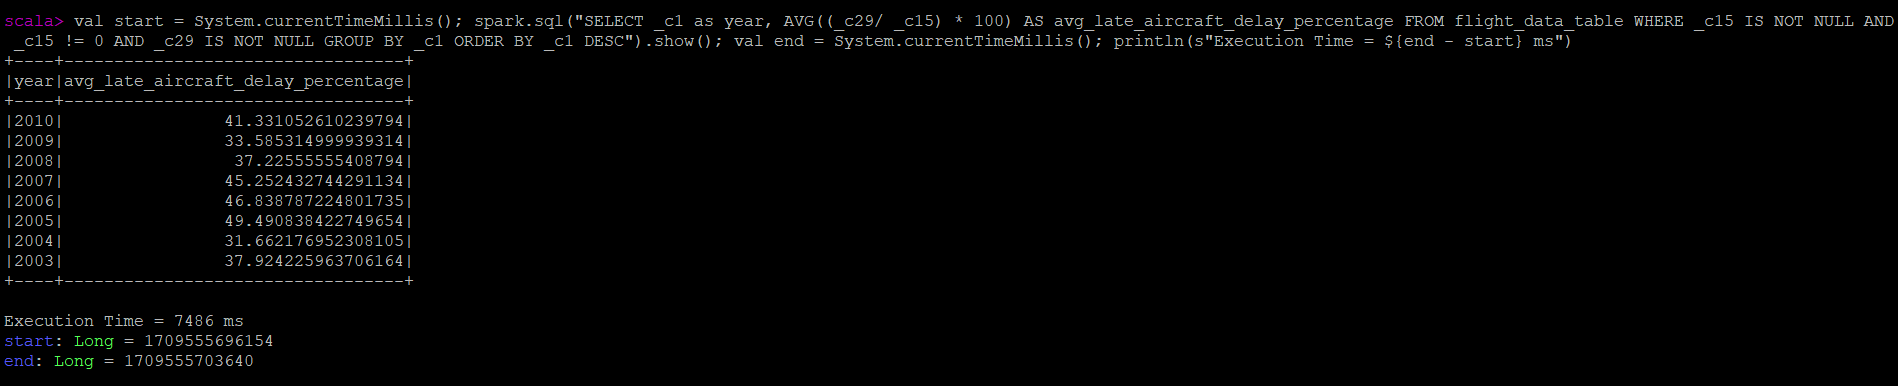 scala> val start = System.currentTimeMillis(); spark.sql("SELECT _c1 as year, AVG((_c29/ _c15) * 100) AS avg_late_aircraft_delay_percentage FROM flight_data_table WHERE _c15 IS NOT NULL AND
 _c15 != 0 AND _c29 IS NOT NULL GROUP BY _c1 ORDER BY _c1 DESC").show(); val end = System.currentTimeMillis(); println(s"Execution Time = ${end - start} ms")
+----+----------------------------------+
|year|avg_late_aircraft_delay_percentage|
+----+----------------------------------+
|2010|                41.331052610239794|
|2009|                33.585314999939314|
|2008|                 37.22555555408794|
|2007|                45.252432744291134|
|2006|                46.838787224801735|
|2005|                49.490838422749654|
|2004|                31.662176952308105|
|2003|                37.924225963706164|
+----+----------------------------------+

Execution Time = 7486 ms
start: Long = 1709555696154
end: Long = 1709555703640